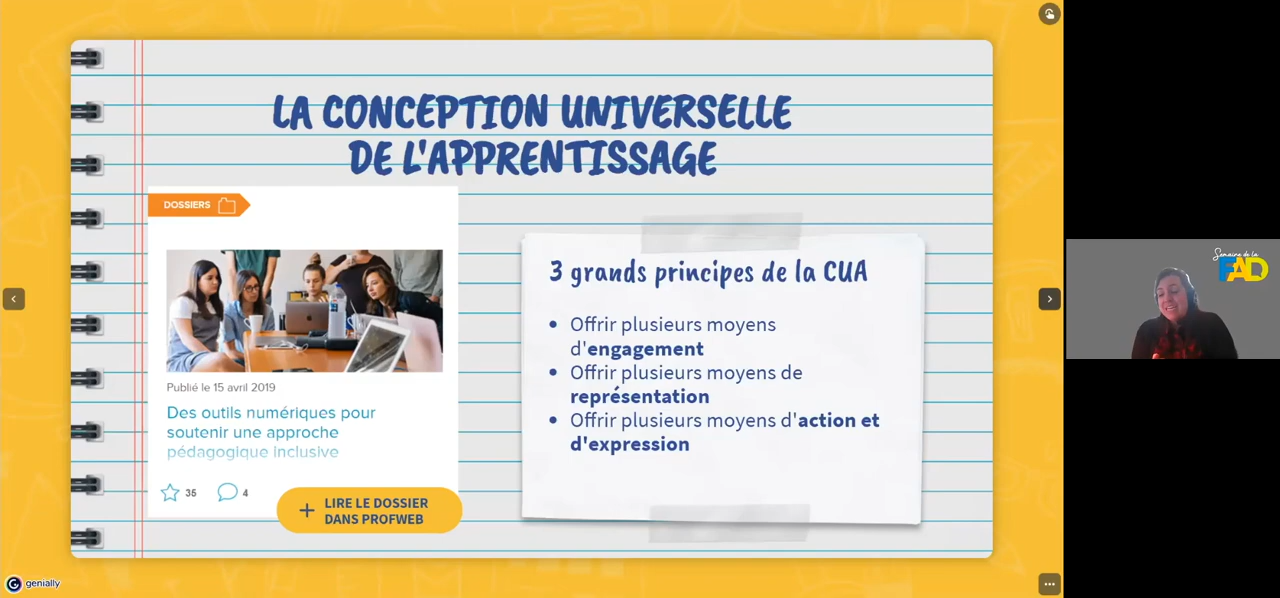 LA CONCEPTION UNIVERSELLE
DE L'APPRENTISSAGE
DOSSIERS
Publié le 15 avril 2019
Des outils numériques pour
soutenir une approche
pédagogique inclusive
35
4
+ LIRE LE DOSSIER
DANS PROFWEB
3 grands principes de la CUA
• Offrir plusieurs moyens
d'engagement
• Offrir plusieurs moyens de
représentation
• Offrir plusieurs moyens d'action et
d'expression
Semaine de la
FAD
genially